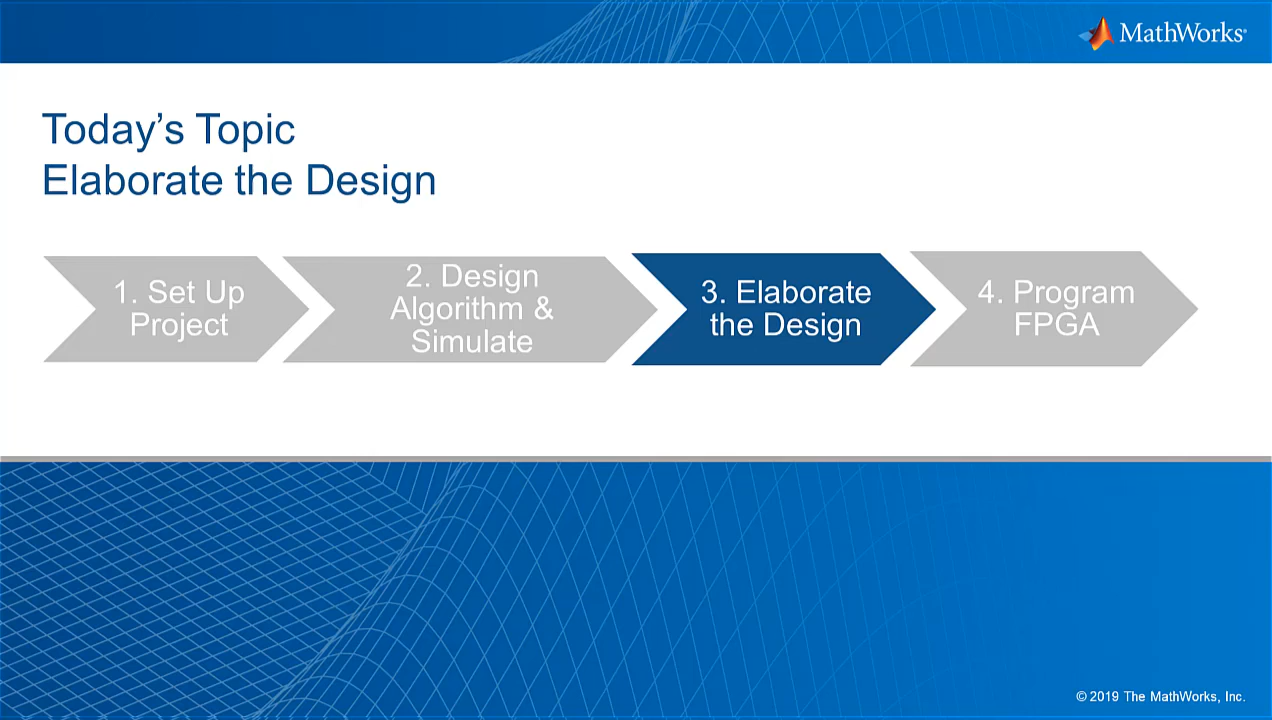 MathWorks®
Today’s Topic
Elaborate the Design
1. Set Up
Project
2. Design
Algorithm &
Simulate
3. Elaborate
the Design
4. Program
FPGA
© 2019 The MathWorks, Inc.